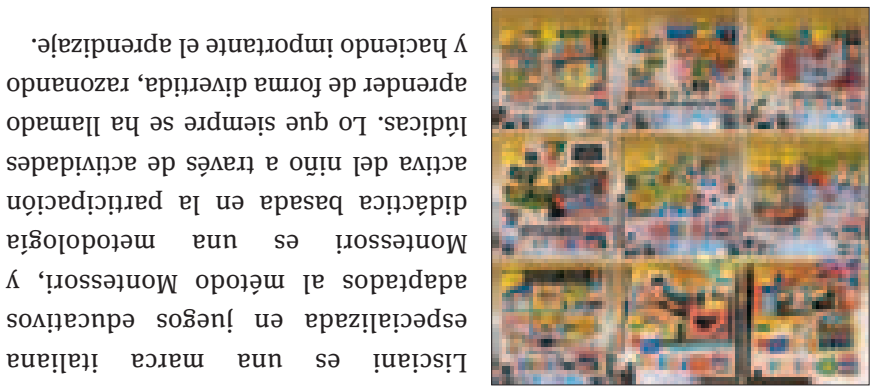 Lisciani es una marca italiana
especializada en juegos educativos
adaptados al método Montessori, y
Montessori es una metodología
didáctica basada en la participación
activa del niño a través de actividades
lúdicas. Lo que siempre se ha llamado
aprender de forma divertida, razonando
y haciendo importante el aprendizaje.